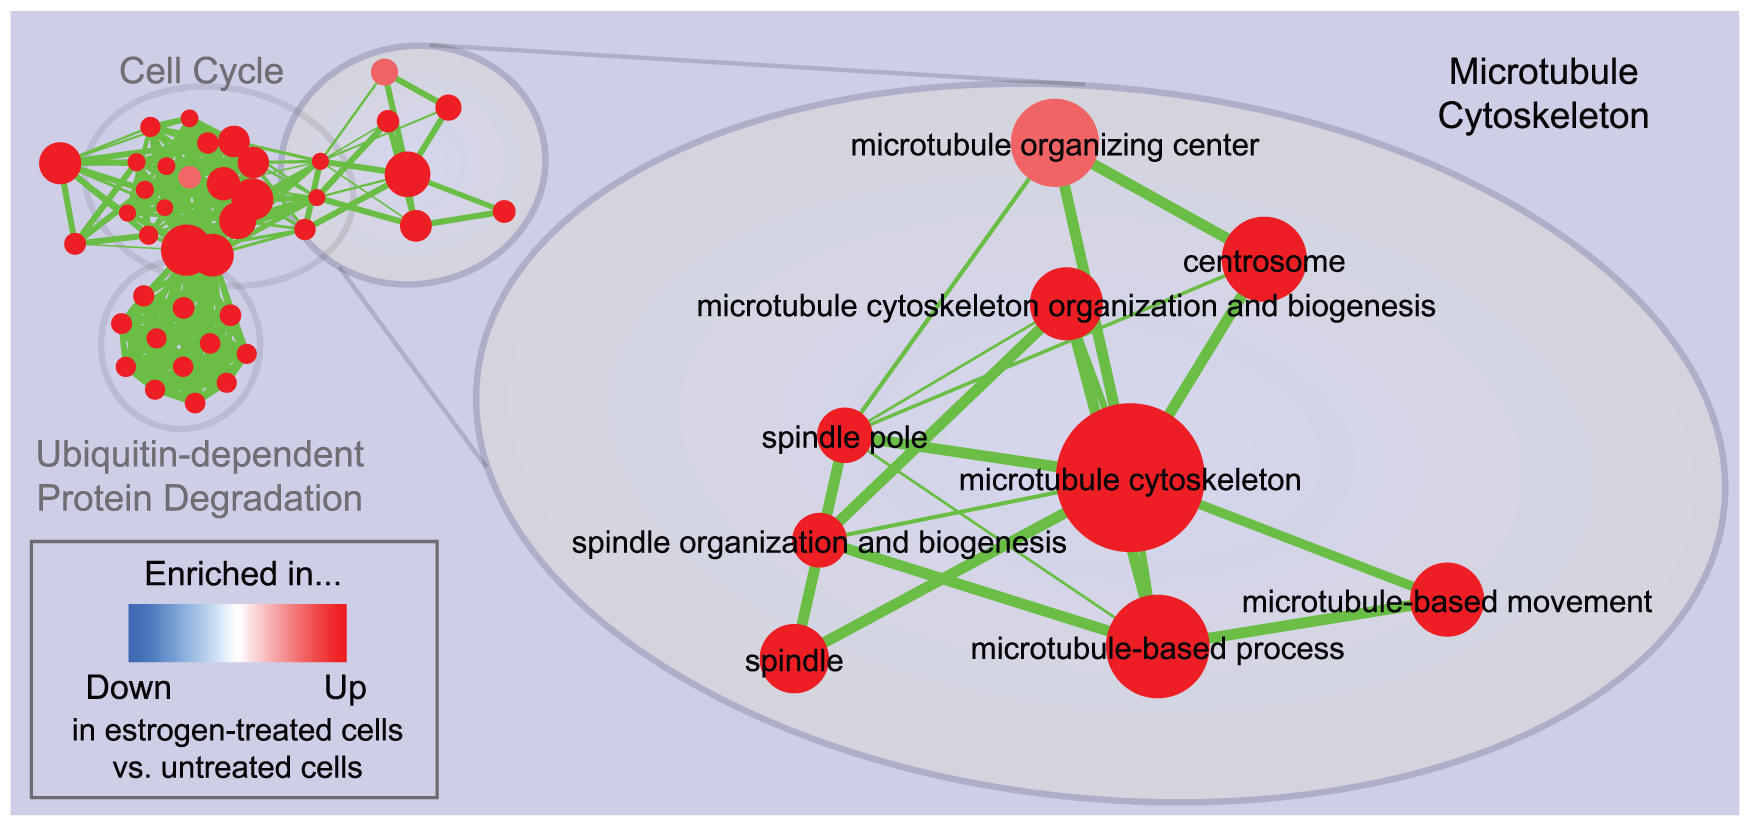 Cell Cycle
Microtubule
Cytoskeleton
microtubule organizing center
centrosome
microtubule cytoskeleton organization and biogenesis
spindle pole
microtubule cytoskeleton
spindle organization and biogenesis
microtubule-based movement
microtubule-based process
spindle
Ubiquitin-dependent
Protein Degradation
Enriched in...
Down Up
in estrogen-treated cells
vs. untreated cells